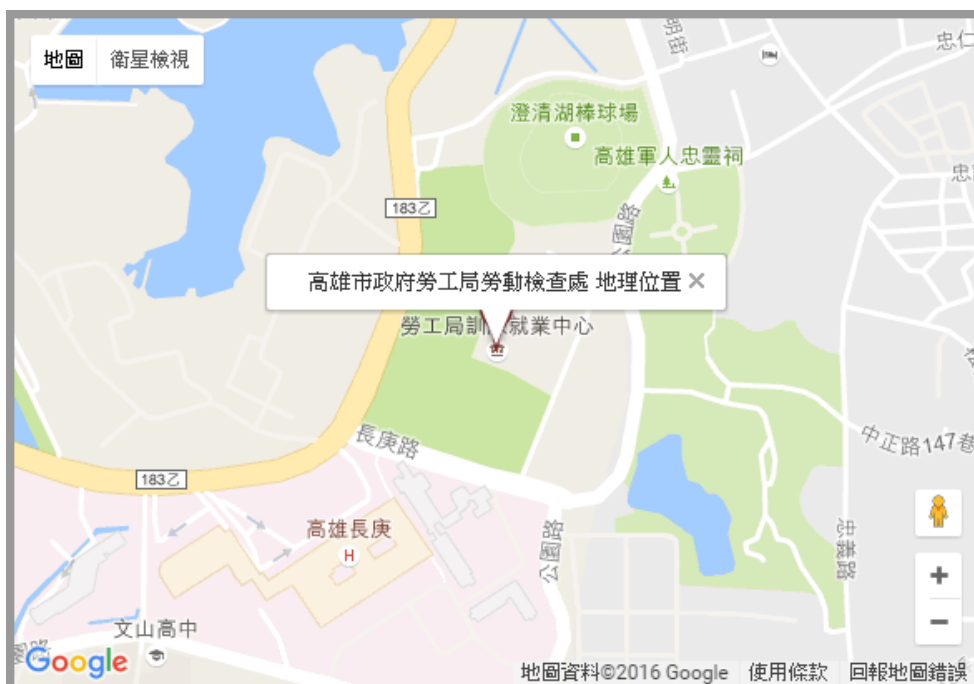 地圖
衛星檢視
明街
忠仁
澄清湖棒球場
高雄軍人忠靈祠
183乙
公園路
高雄市政府勞工局勞動檢查處 地理位置
勞工局訓 就業中心
長庚路
中正路147巷
183乙
高雄長庚
H
公園路
忠義路
文山高中
Google
地圖資料©2016 Google
使用條款
回報地圖錯誤